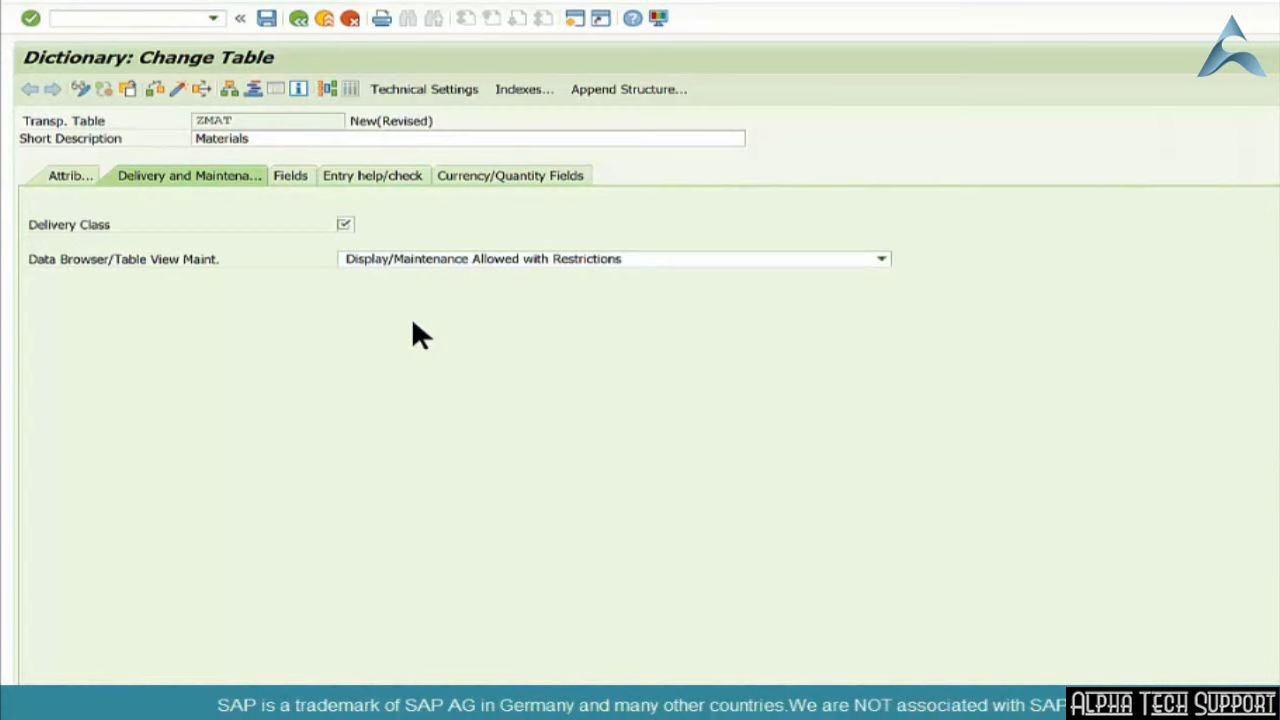 Dictionary: Change Table
Technical Settings Indexes... Append Structure...
Transp. Table ZMAT New(Revised)
Short Description Materials
Attrib... Delivery and Maintena... Fields Entry help/check Currency/Quantity Fields
Delivery Class
Data Browser/Table View Maint. Display/Maintenance Allowed with Restrictions
SAP is a trademark of SAP AG in Germany and many other countries.We are NOT associated with SAP
Alpha Tech Support